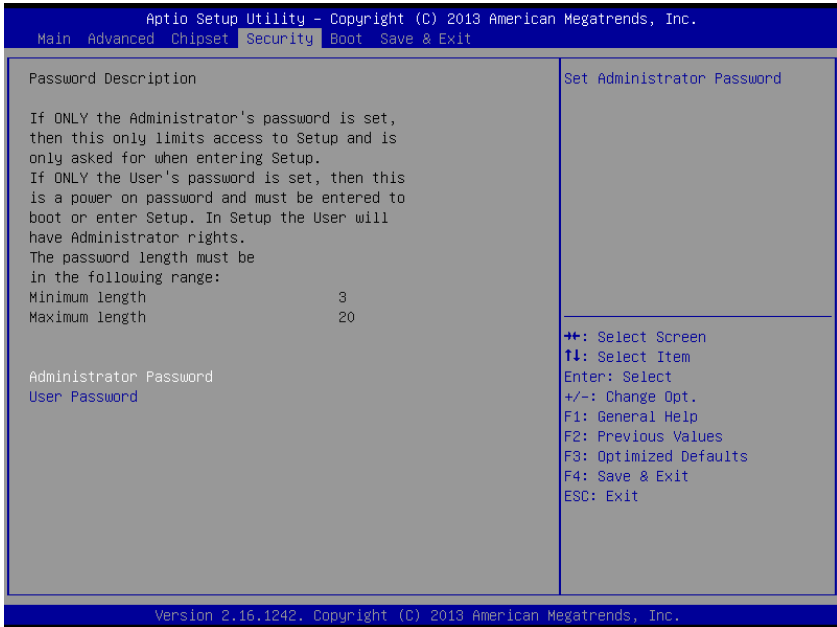 Aptio Setup Utility – Copyright (C) 2013 American Megatrends, Inc.
Main Advanced Chipset Security Boot Save & Exit
Password Description
If ONLY the Administrator's password is set,
then this only limits access to Setup and is
only asked for when entering Setup.
If ONLY the User's password is set, then this
is a power on password and must be entered to
boot or enter Setup. In Setup the User will
have Administrator rights.
The password length must be
in the following range:
Minimum length 3
Maximum length 20
Administrator Password
User Password
Set Administrator Password
→←: Select Screen
↑↓: Select Item
Enter: Select
+/-: Change Opt.
F1: General Help
F2: Previous Values
F3: Optimized Defaults
F4: Save & Exit
ESC: Exit
Version 2.16.1242. Copyright (C) 2013 American Megatrends, Inc.